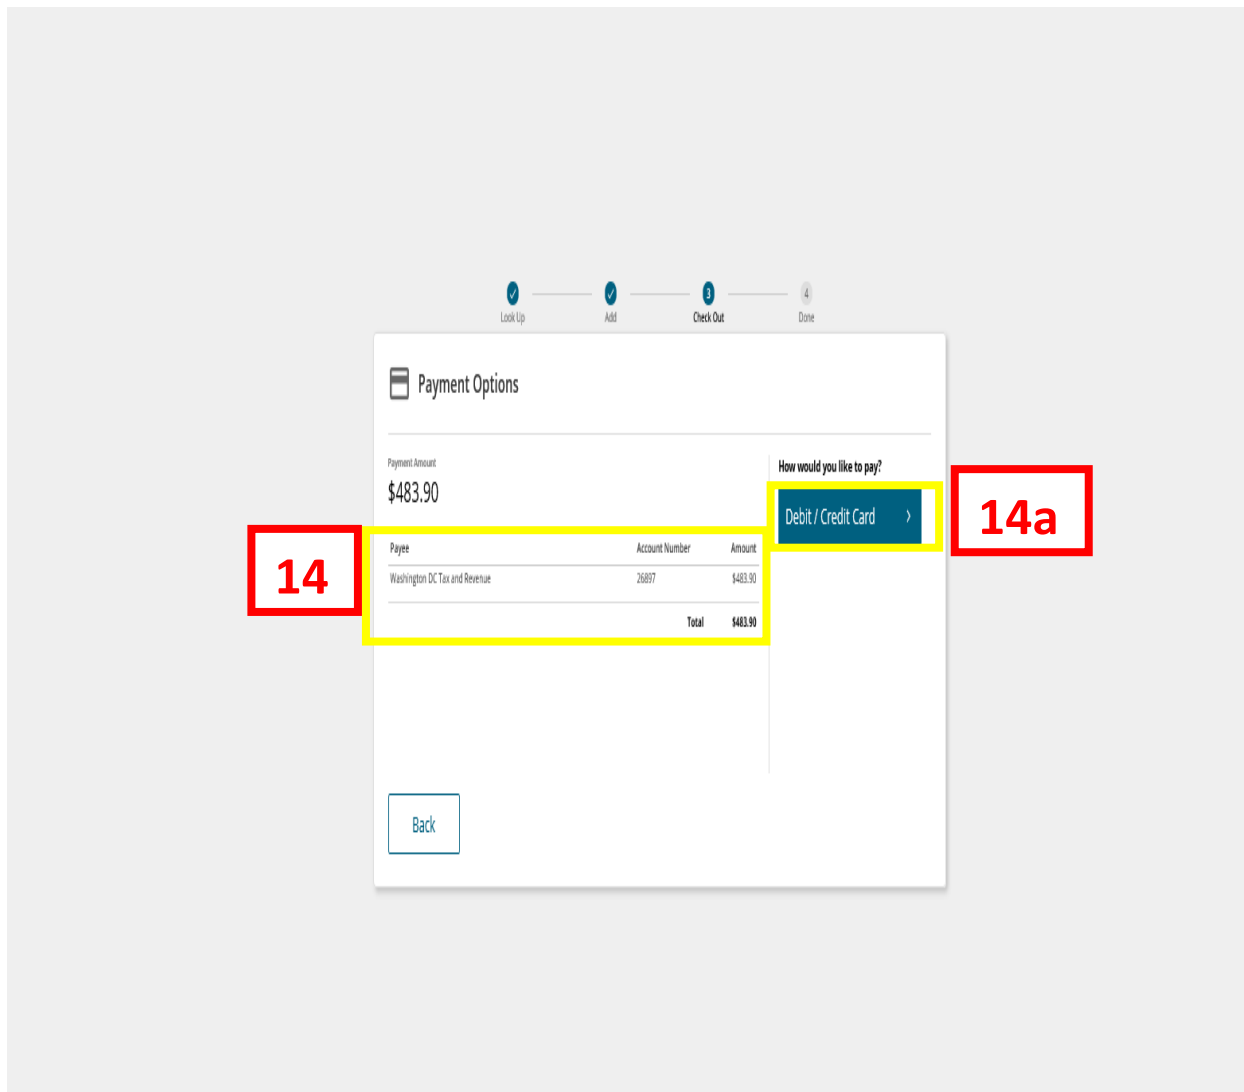 3
4
Look Up
Add
Check Out
Done
Payment Options
Payment Amount
$483.90
How would you like to pay?
Debit / Credit Card
14a
14
Payee Account Number Amount
Washington DC Tax and Revenue 26897 $483.90
Total $483.90
Back